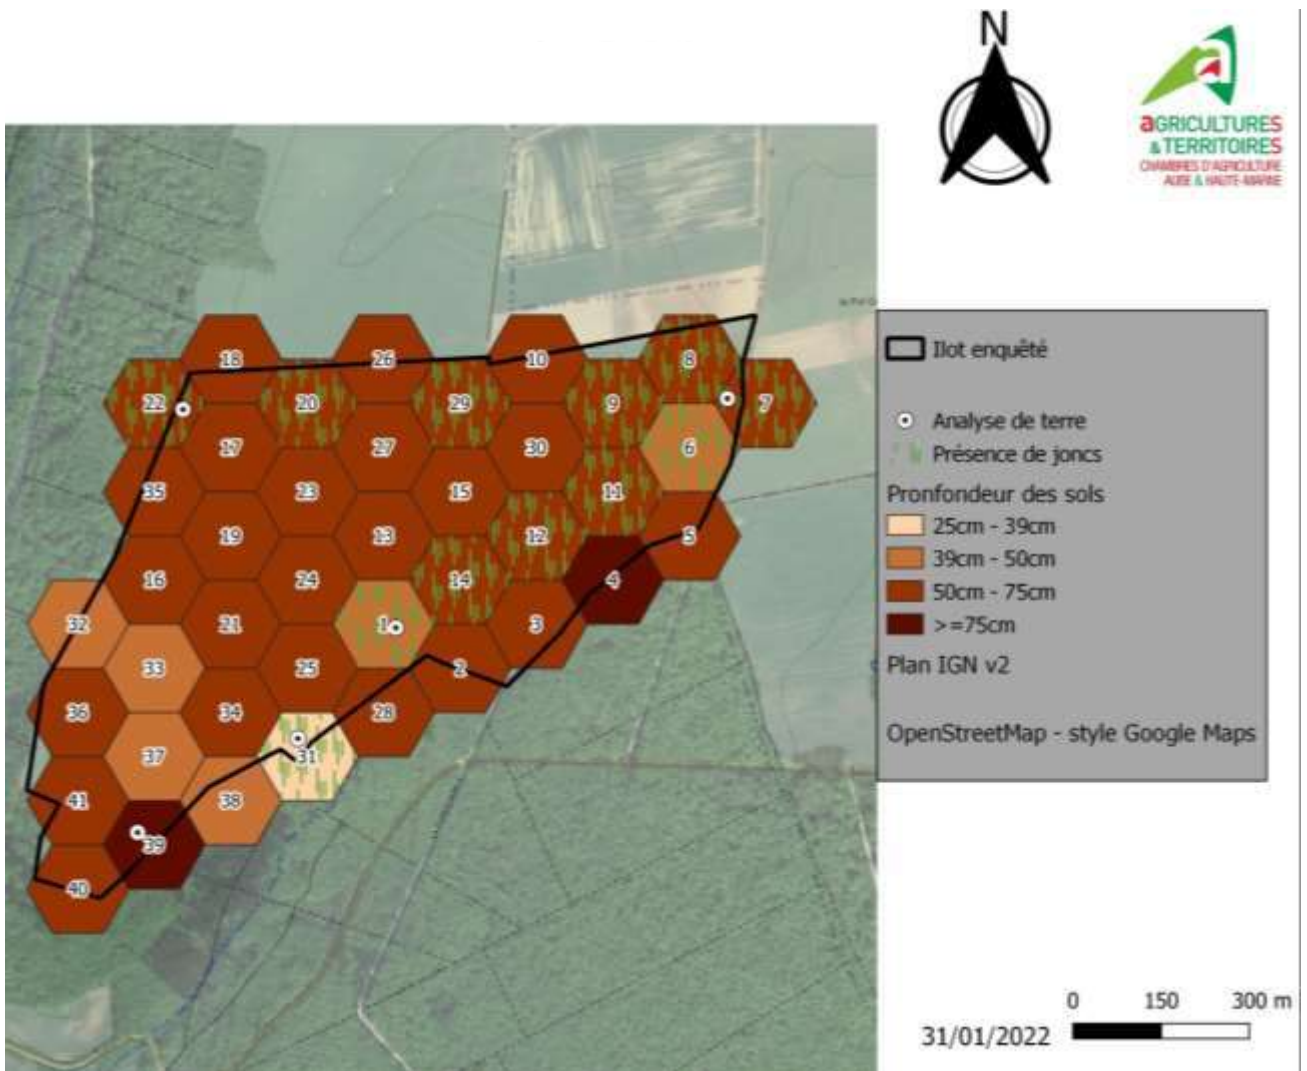 N
aGRICULTURES
& TERRITOIRES
CHAMBRES D'AGRICULTURE
AUBE & HAUTE-MARNE
18
26
10
8
22
20
29
9
7
17
27
30
6
35
23
15
11
19
13
12
5
16
24
14
4
32
21
1
3
33
25
2
36
34
28
37
31
41
38
39
40
Ilot enquêté
Analyse de terre
Présence de joncs
Pronfondeur des sols
25cm - 39cm
39cm - 50cm
50cm - 75cm
>=75cm
Plan IGN v2
OpenStreetMap - style Google Maps
0 150 300 m
31/01/2022